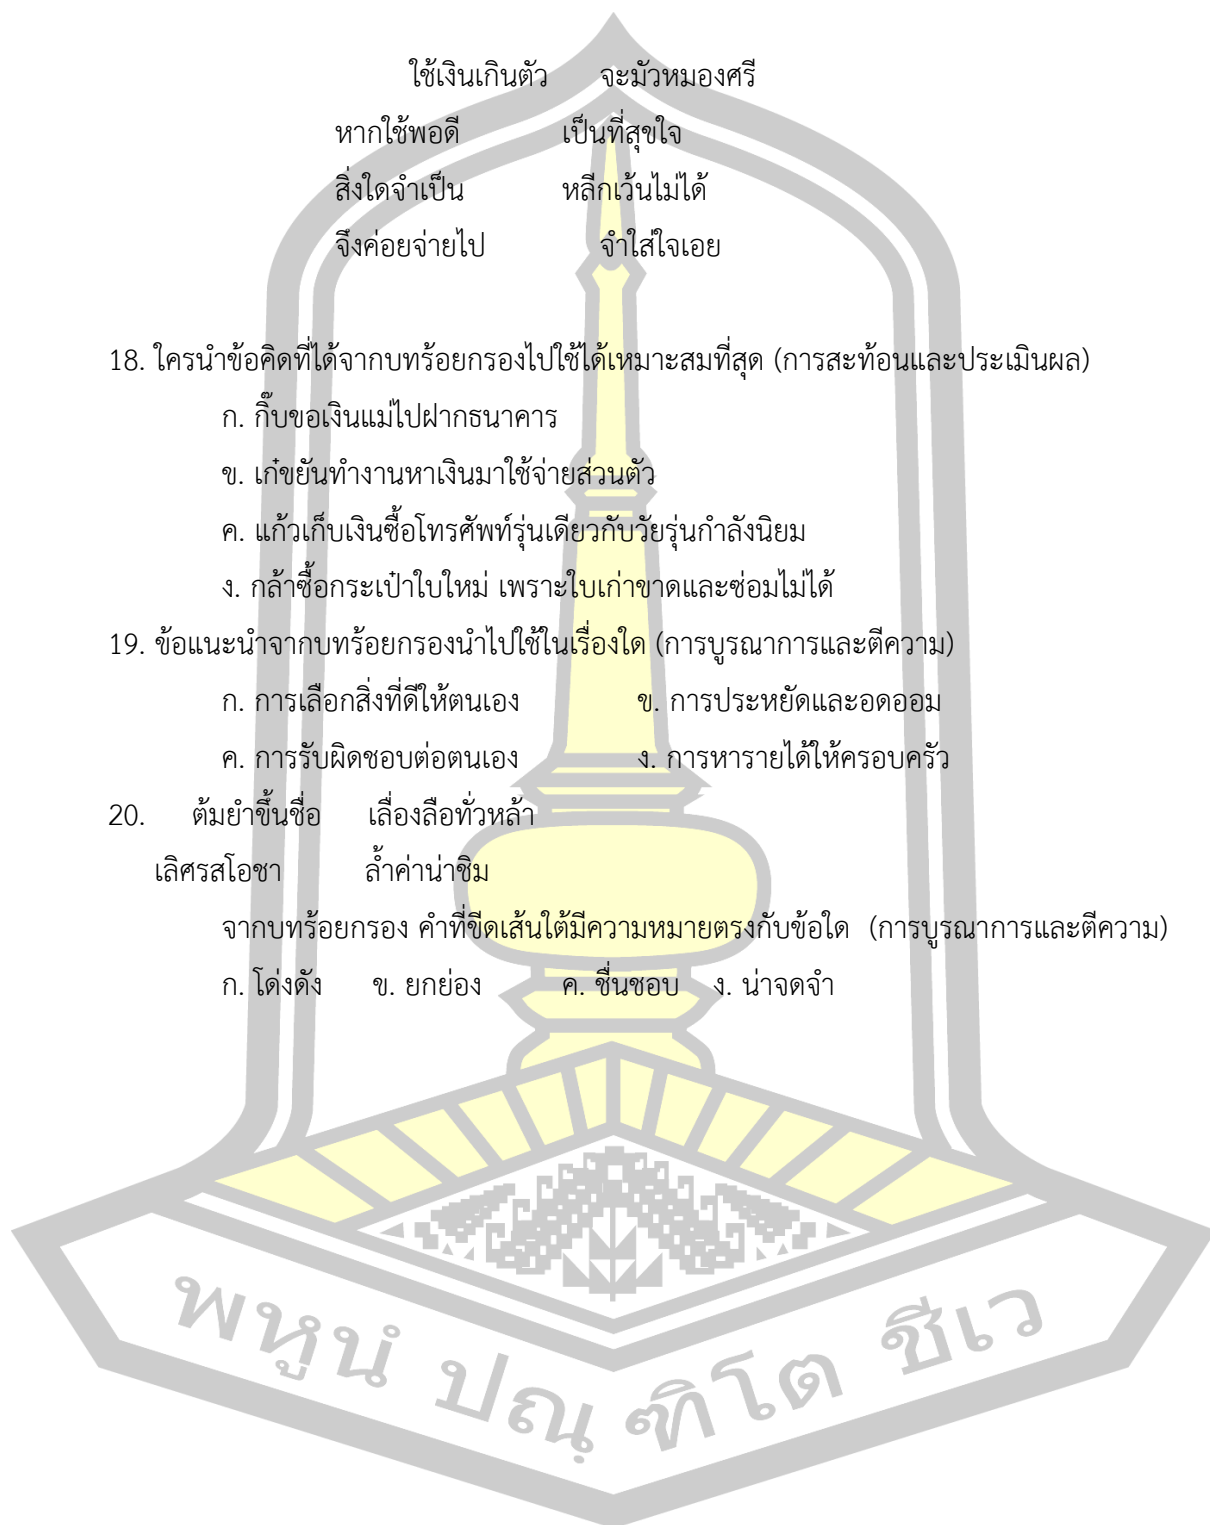 ใช้เงินเกินตัว จะมัวหมองศรี
หากใช้พอดี เป็นที่สุขใจ
สิ่งใดจำเป็น หลีกเว้นไม่ได้
จึงค่อยจ่ายไป จำใส่ใจเอย
18. ใครนำข้อคิดที่ได้จากบทร้อยกรองไปใช้ได้เหมาะสมที่สุด (การสะท้อนและประเมินผล)
ก. กิ๊บขอเงินแม่ไปฝากธนาคาร
ข. เก๋ขยันทำงานหาเงินมาใช้จ่ายส่วนตัว
ค. แก้วเก็บเงินซื้อโทรศัพท์รุ่นเดียวกับวัยรุ่นกำลังนิยม
ง. กล้าซื้อกระเป๋าใบใหม่ เพราะใบเก่าขาดและซ่อมไม่ได้
19. ข้อแนะนำจากบทร้อยกรองนำไปใช้ในเรื่องใด (การบูรณาการและตีความ)
ก. การเลือกสิ่งที่ดีให้ตนเอง ข. การประหยัดและอดออม
ค. การรับผิดชอบต่อตนเอง ง. การหารายได้ให้ครอบครัว
20. ต้มยำขึ้นชื่อ เลื่องลือทั่วหล้า
เลิศรสโอชา ล้ำค่าน่าชิม
จากบทร้อยกรอง คำที่ขีดเส้นใต้มีความหมายตรงกับข้อใด (การบูรณาการและตีความ)
ก. โด่งดัง ข. ยกย่อง ค. ชื่นชอบ ง. น่าจดจำ
พหูนํ ปณฺฑิโต ชีเว